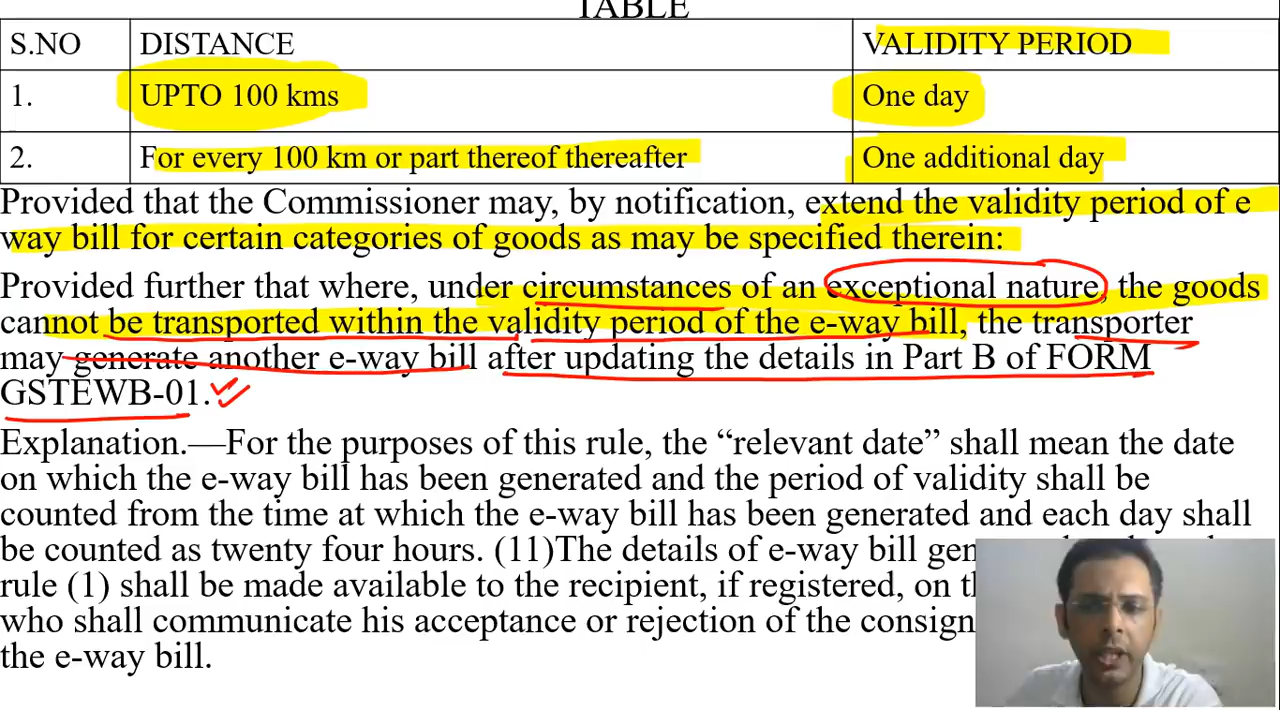 TABLE
S.NO DISTANCE VALIDITY PERIOD
1. UPTO 100 kms One day
2. For every 100 km or part thereof thereafter One additional day
Provided that the Commissioner may, by notification, extend the validity period of e
way bill for certain categories of goods as may be specified therein:
Provided further that where, under circumstances of an exceptional nature, the goods
cannot be transported within the validity period of the e-way bill, the transporter
may generate another e-way bill after updating the details in Part B of FORM
GSTEWB-01.
Explanation.—For the purposes of this rule, the “relevant date” shall mean the date
on which the e-way bill has been generated and the period of validity shall be
counted from the time at which the e-way bill has been generated and each day shall
be counted as twenty four hours. (11)The details of e-way bill
rule (1) shall be made available to the recipient, if registered, on
who shall communicate his acceptance or rejection of the
the e-way bill.